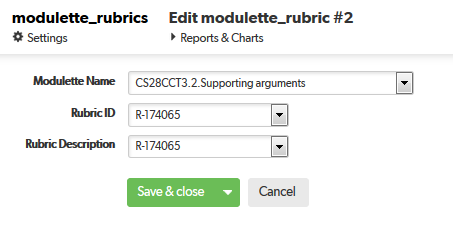 modulette_rubrics Edit modulette_rubric #2
Settings Reports & Charts
Modulette Name CS28CCT3.2.Supporting arguments
Rubric ID R-174065
Rubric Description R-174065
Save & close Cancel